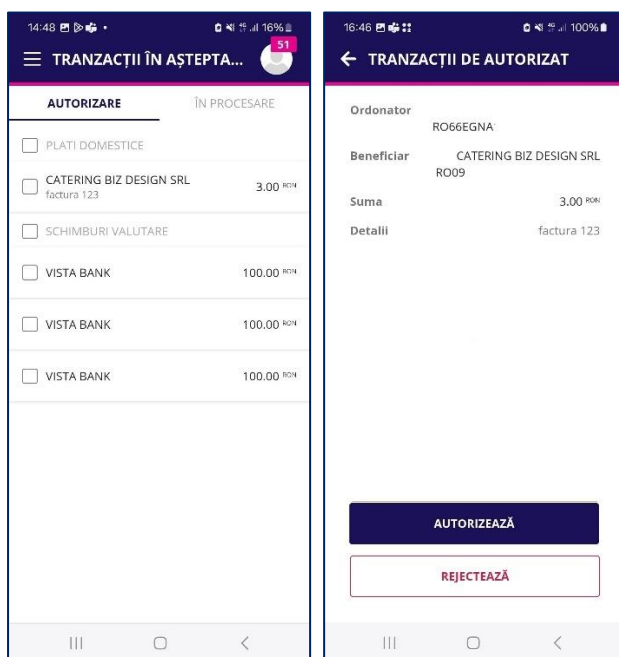 14:48
16%
TRANZACȚII ÎN AȘTEPTA...
51
AUTORIZARE
ÎN PROCESARE
PLATI DOMESTICE
CATERING BIZ DESIGN SRL
3.00 RON
factura 123
SCHIMBURI VALUTARE
VISTA BANK
100.00 RON
VISTA BANK
100.00 RON
VISTA BANK
100.00 RON
16:46
100%
TRANZACȚII DE AUTORIZAT
Ordonator
RO66EGNA
Beneficiar
CATERING BIZ DESIGN SRL
RO09
Suma
3.00 RON
Detalii
factura 123
AUTORIZEAZĂ
REJECTEAZĂ